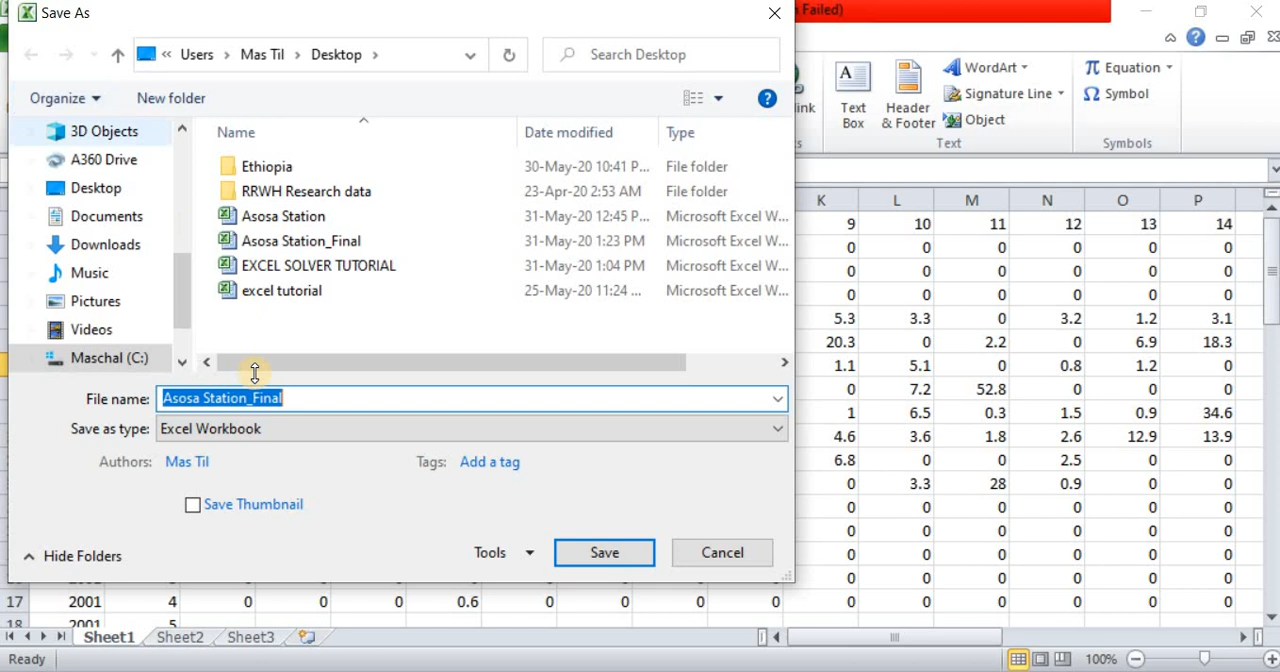 Save As
n Failed)
« Users › Mas Til › Desktop ›
Search Desktop
Organize
New folder
3D Objects
A360 Drive
Desktop
Documents
Downloads
Music
Pictures
Videos
Maschal (C:)
Name Date modified Type
Ethiopia 30-May-20 10:41 P... File folder
RRWH Research data 23-Apr-20 2:53 AM File folder
Asosa Station 31-May-20 12:45 P... Microsoft Excel W...
Asosa Station_Final 31-May-20 1:23 PM Microsoft Excel W...
EXCEL SOLVER TUTORIAL 31-May-20 1:04 PM Microsoft Excel W...
excel tutorial 25-May-20 11:24 ... Microsoft Excel W...
File name: Asosa Station_Final
Save as type: Excel Workbook
Authors: Mas Til Tags: Add a tag
Save Thumbnail
Hide Folders
Tools Save Cancel
link
Text
Box
Header
& Footer
WordArt
Signature Line
Object
Text
π Equation
Ω Symbol
Symbols
K L M N O P
9 10 11 12 13 14
0 0 0 0 0 0
0 0 0 0 0 0
0 0 0 0 0 0
5.3 3.3 0 3.2 1.2 3.1
20.3 0 2.2 0 6.9 18.3
1.1 5.1 0 0.8 1.2 0
0 7.2 52.8 0 0 0
1 6.5 0.3 1.5 0.9 34.6
4.6 3.6 1.8 2.6 12.9 13.9
6.8 0 0 2.5 0 0
0 3.3 28 0.9 0 0
0 0 0 0 0 0
0 0 0 0 0 0
0 0 0 0 0 0
0 0 0 0 0 0
17 2001 4 0 0 0 0.6 0 0 0 0 0 0 0 0 0 0
18 2001 5
Sheet1 Sheet2 Sheet3
Ready
100%